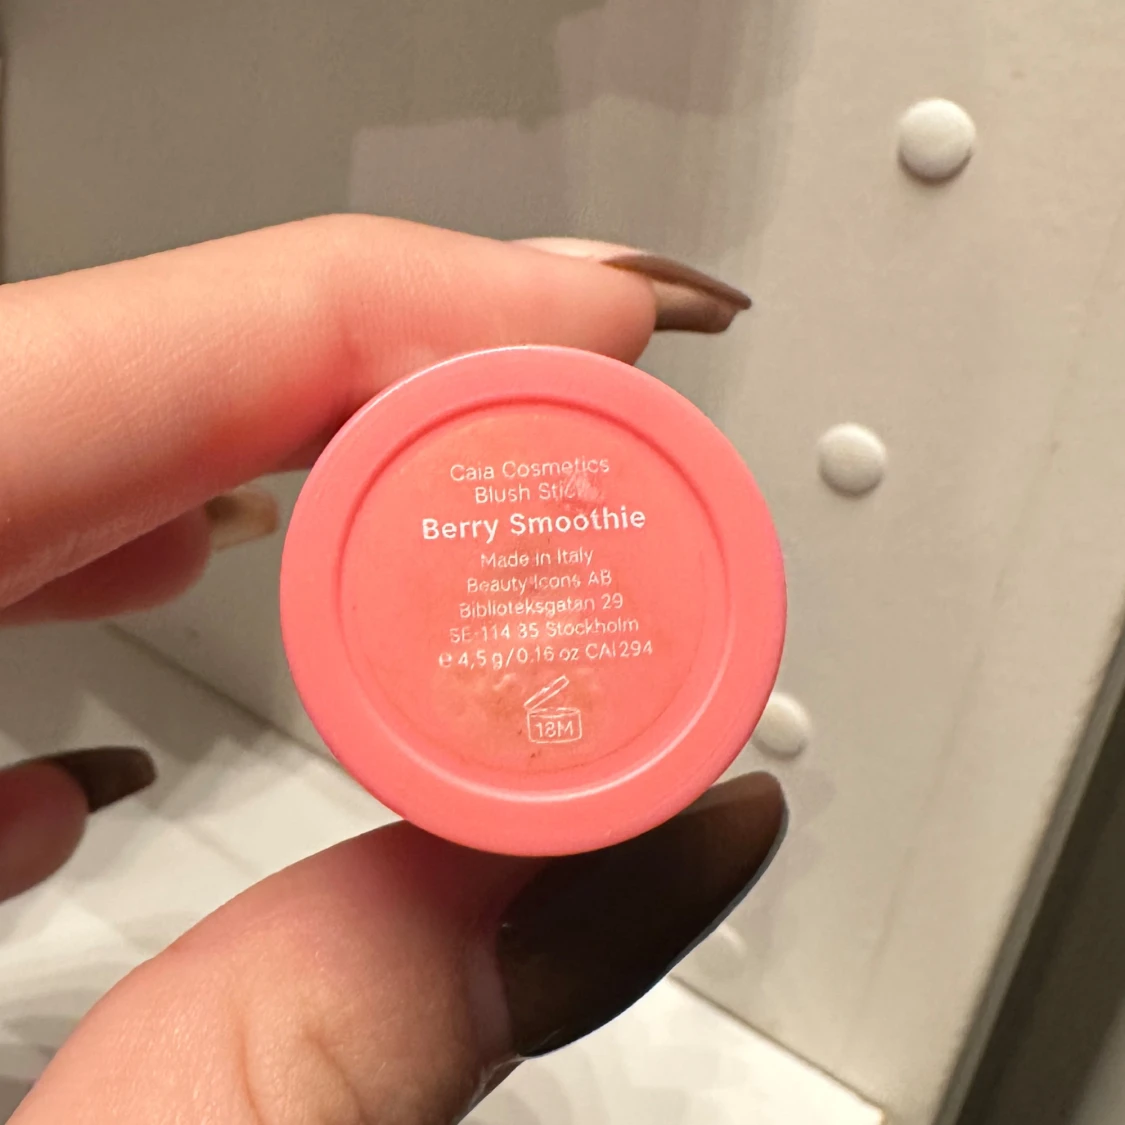 Caia Cosmetics
Blush Stick
Berry Smoothie
Made in Italy
Beauty Icons AB
Biblioteksgatan 29
SE-114 35 Stockholm
℮ 4,5 g/0.16 oz CAI294
18M